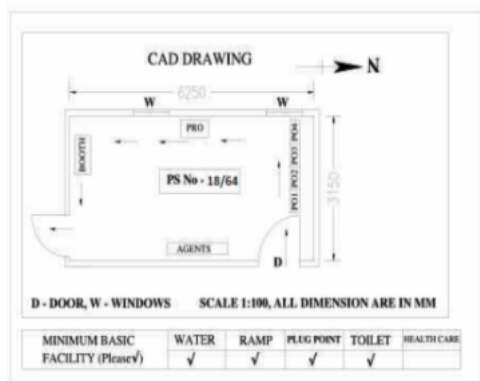 CAD DRAWING
N
6250
W
W
PRO
BOOTH
PO1 PO2 PO3 PO4
3150
PS No - 18/64
AGENTS
D
D - DOOR, W - WINDOWS SCALE 1:100, ALL DIMENSION ARE IN MM
MINIMUM BASIC FACILITY (Please√) WATER RAMP PLUG POINT TOILET HEALTH CARE
√ √ √ √